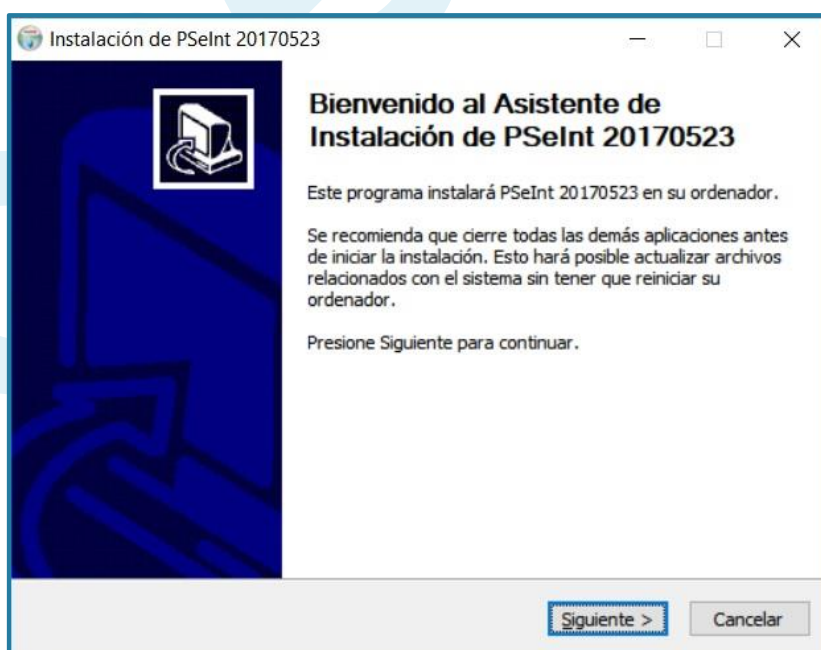 Instalación de PSeInt 20170523
Bienvenido al Asistente de
Instalación de PSeInt 20170523
Este programa instalará PSeInt 20170523 en su ordenador.
Se recomienda que cierre todas las demás aplicaciones antes
de iniciar la instalación. Esto hará posible actualizar archivos
relacionados con el sistema sin tener que reiniciar su
ordenador.
Presione Siguiente para continuar.
Siguiente >
Cancelar